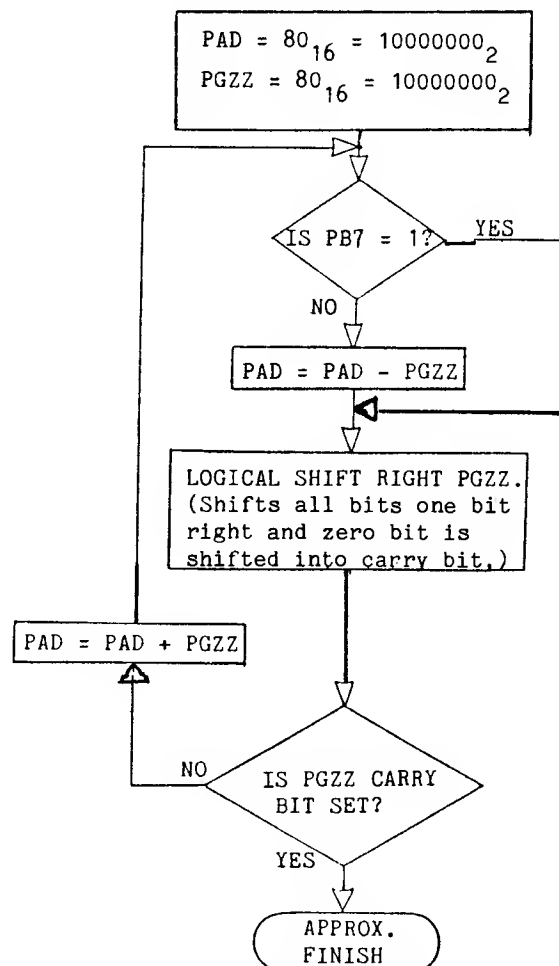 PAD = 80₁₆ = 10000000₂
PGZZ = 80₁₆ = 10000000₂
IS PB7 = 1?
YES
NO
PAD = PAD - PGZZ
LOGICAL SHIFT RIGHT PGZZ.
(Shifts all bits one bit
right and zero bit is
shifted into carry bit,)
PAD = PAD + PGZZ
NO
IS PGZZ CARRY
BIT SET?
YES
APPROX.
FINISH